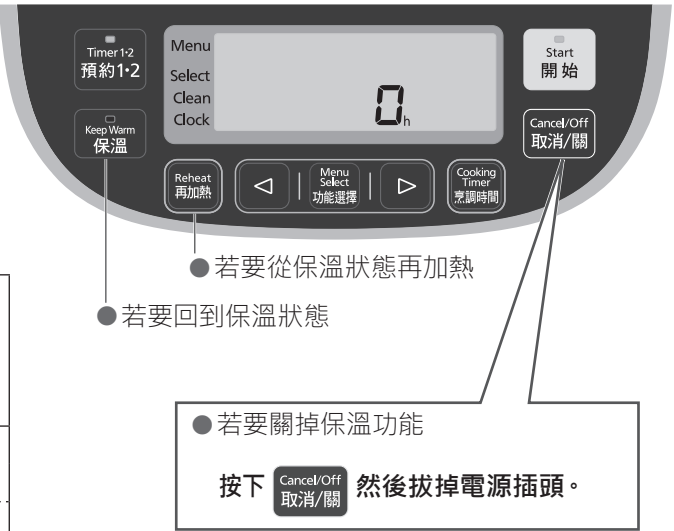 Timer1•2
預約1•2
Menu
Select
Clean
Clock
0h
Start
開始
Keep Warm
保溫
Cancel/Off
取消/關
Reheat
再加熱
◁
Menu
Select
功能選擇
▷
Cooking
Timer
烹調時間
●若要從保溫狀態再加熱
●若要回到保溫狀態
●若要關掉保溫功能
按下 Cancel/Off 取消/關 然後拔掉電源插頭。